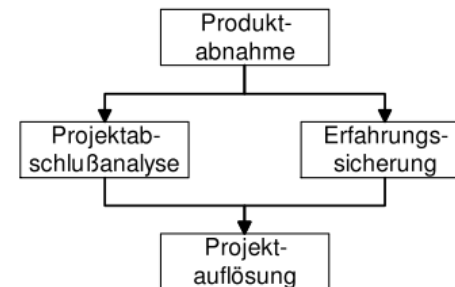 Produkt-
abnahme
Projektab-
schlußanalyse
Erfahrungs-
sicherung
Projekt-
auflösung